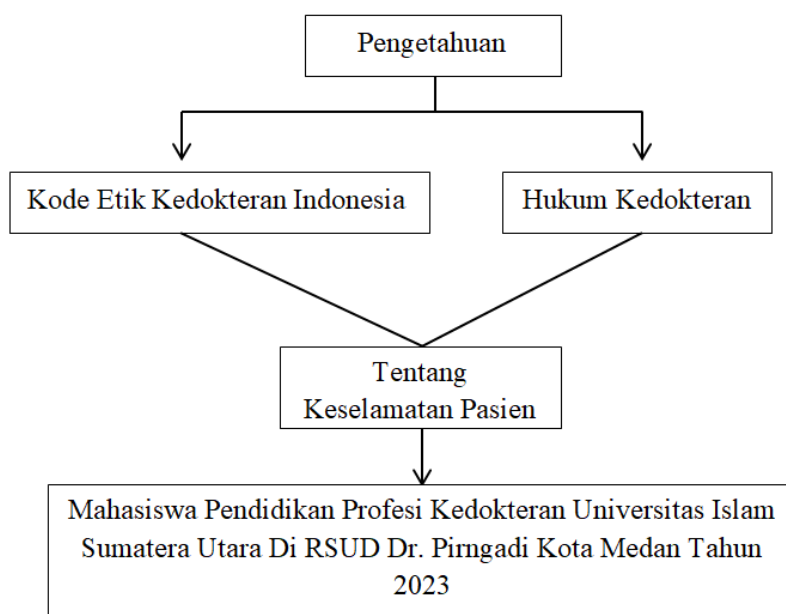 Pengetahuan
Kode Etik Kedokteran Indonesia
Hukum Kedokteran
Tentang
Keselamatan Pasien
Mahasiswa Pendidikan Profesi Kedokteran Universitas Islam
Sumatera Utara Di RSUD Dr. Pirngadi Kota Medan Tahun
2023